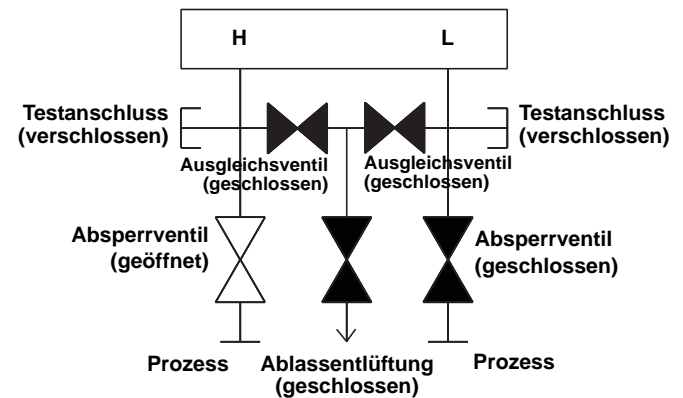 H
L
Testanschluss
(verschlossen)
Testanschluss
(verschlossen)
Ausgleichsventil
(geschlossen)
Ausgleichsventil
(geschlossen)
Absperrventil
(geöffnet)
Absperrventil
(geschlossen)
Prozess
Ablassentlüftung
(geschlossen)
Prozess